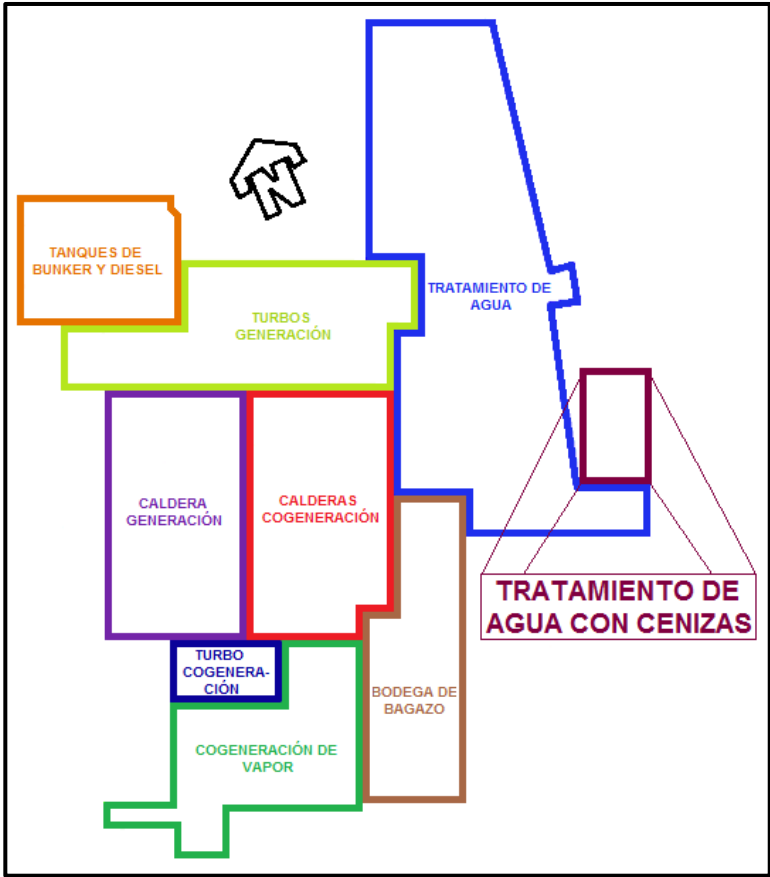 N
TANQUES DE
BUNKER Y DIESEL
TRATAMIENTO DE
AGUA
TURBOS
GENERACIÓN
CALDERA
GENERACIÓN
CALDERAS
COGENERACIÓN
TRATAMIENTO DE
AGUA CON CENIZAS
TURBO
COGENERA-
CIÓN
BODEGA DE
BAGAZO
COGENERACIÓN DE
VAPOR